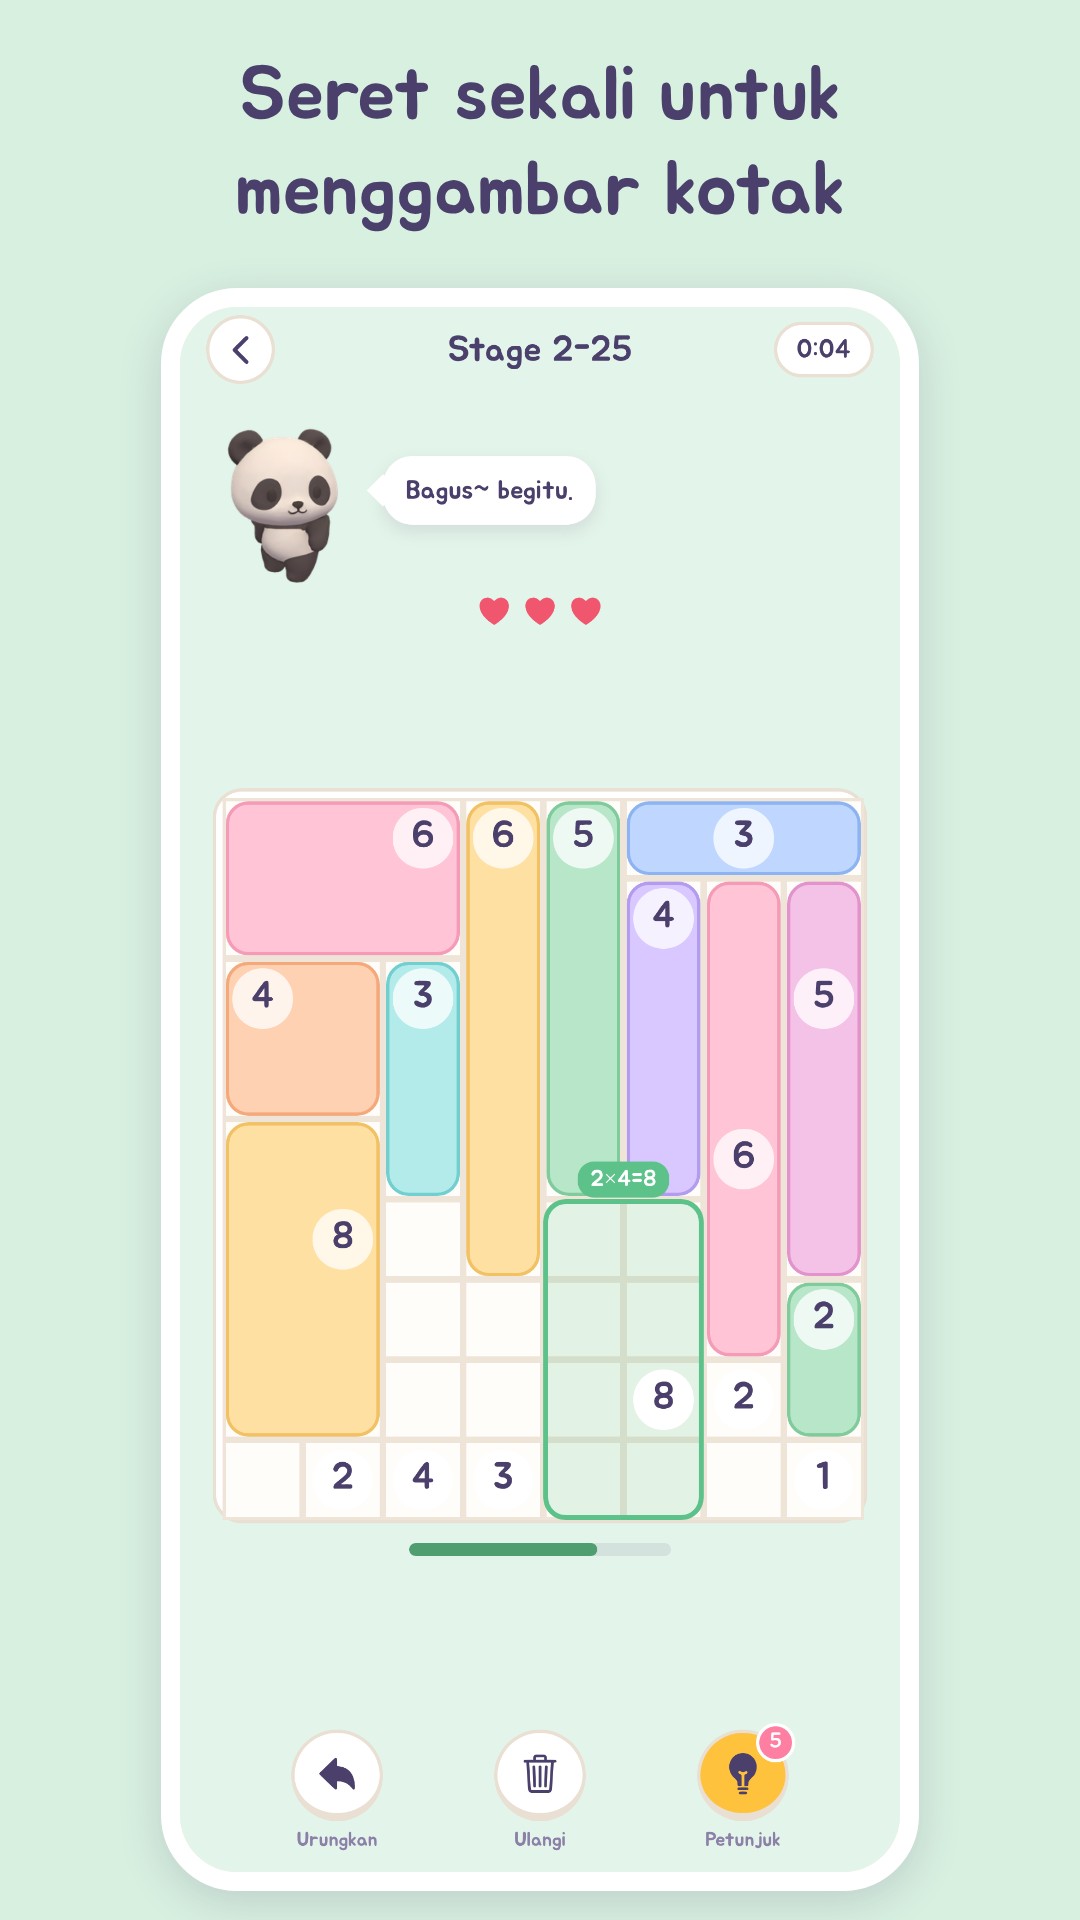 Seret sekali untuk
menggambar kotak
Stage 2-25
0:04
Bagus~ begitu.
6 6 5 3
4
4 3 5
6
8
2
8 2
2 4 3 1
2×4=8
5
Urungkan Ulangi Petunjuk